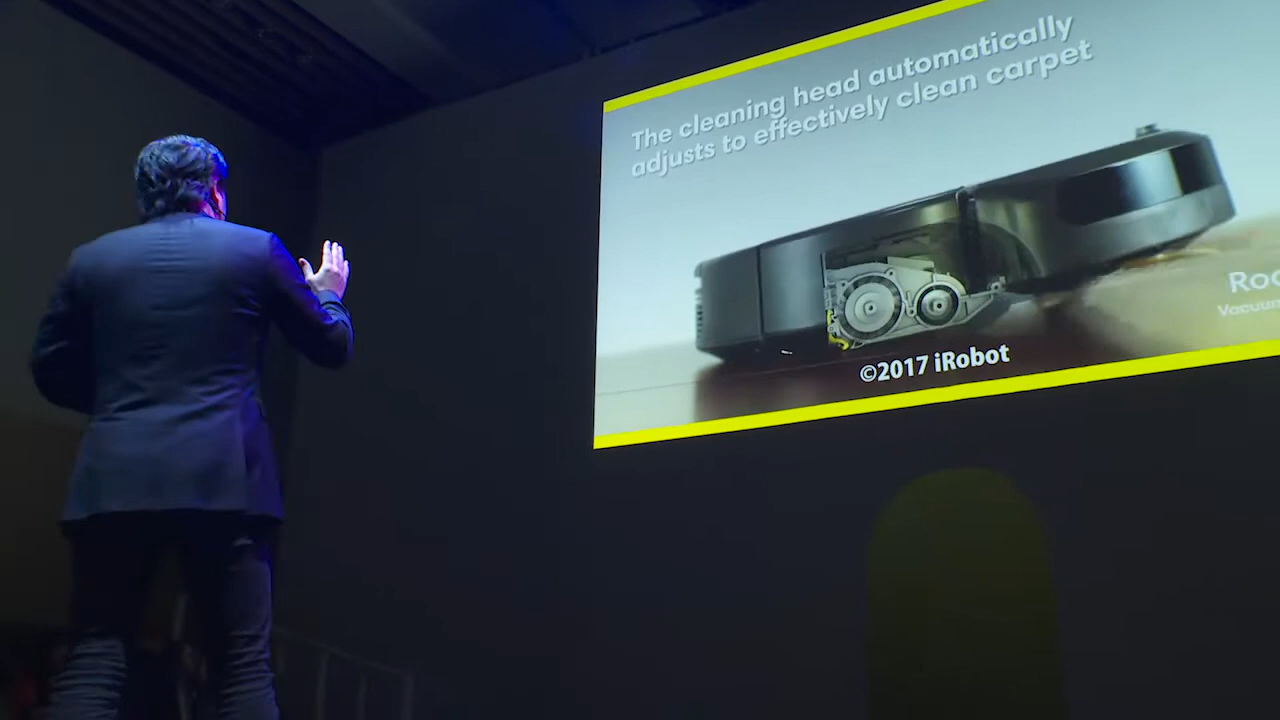 The cleaning head automatically
adjusts to effectively clean carpet
©2017 iRobot